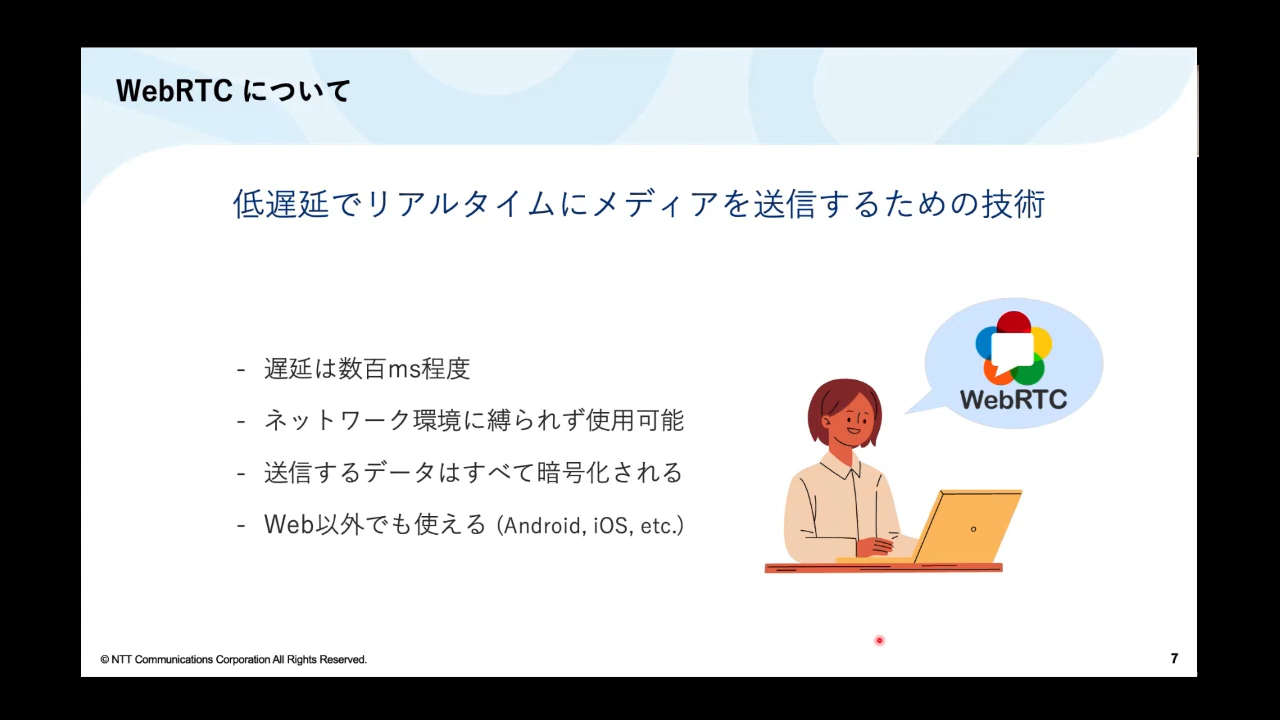 WebRTC について
低遅延でリアルタイムにメディアを送信するための技術
- 遅延は数百ms程度
- ネットワーク環境に縛られず使用可能
- 送信するデータはすべて暗号化される
- Web以外でも使える (Android, iOS, etc.)
WebRTC
© NTT Communications Corporation All Rights Reserved.
7